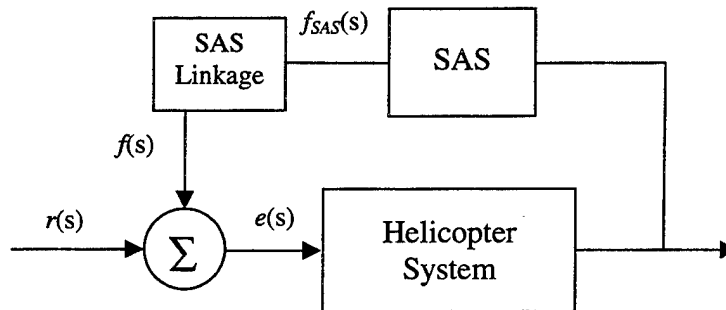 SAS
Linkage
f_SAS(s)
SAS
f(s)
r(s)
Σ
e(s)
Helicopter
System